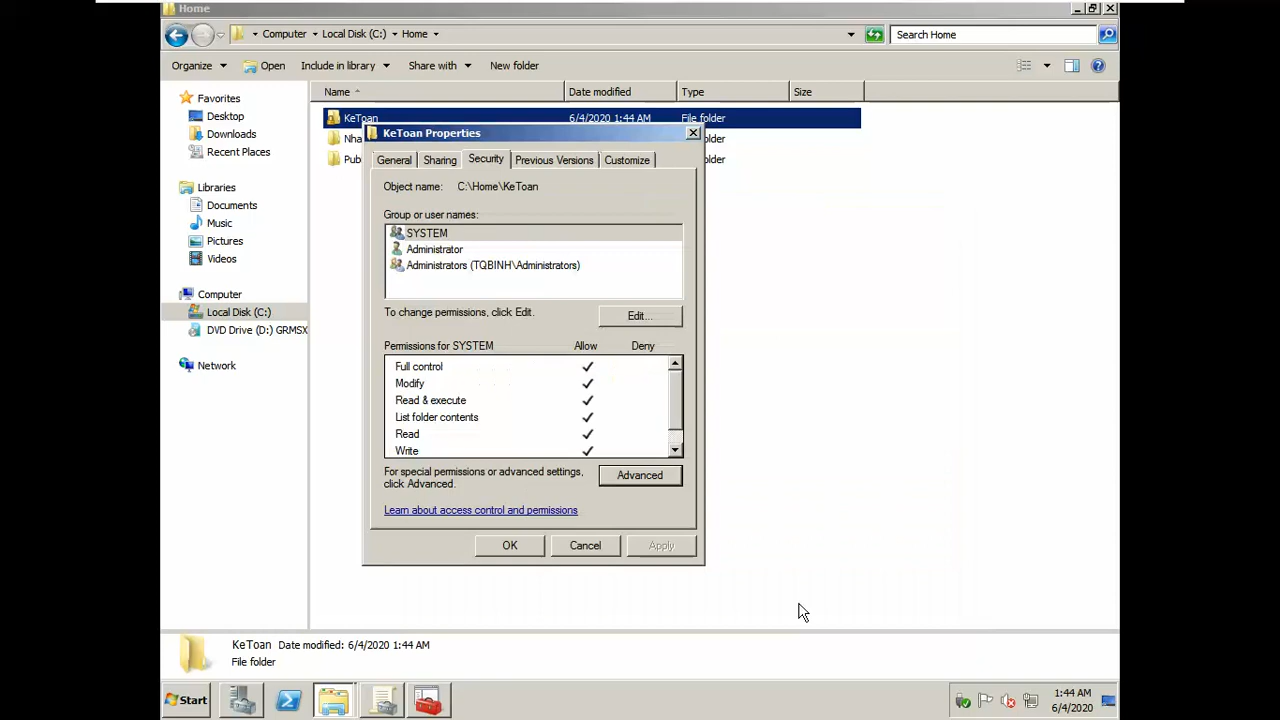 Home
Computer Local Disk (C:) Home
Search Home
Organize Open Include in library Share with New folder
Favorites
Desktop
Downloads
Recent Places
Libraries
Documents
Music
Pictures
Videos
Computer
Local Disk (C:)
DVD Drive (D:) GRMSX
Network
Name Date modified Type Size
KeToan 6/4/2020 1:44 AM File folder
Nha older
Pub older
KeToan Properties
General Sharing Security Previous Versions Customize
Object name: C:\Home\KeToan
Group or user names:
SYSTEM
Administrator
Administrators (TQBINH\Administrators)
To change permissions, click Edit.
Edit...
Permissions for SYSTEM Allow Deny
Full control
Modify
Read & execute
List folder contents
Read
Write
For special permissions or advanced settings,
click Advanced.
Advanced
Learn about access control and permissions
OK Cancel Apply
KeToan Date modified: 6/4/2020 1:44 AM
File folder
Start
1:44 AM
6/4/2020